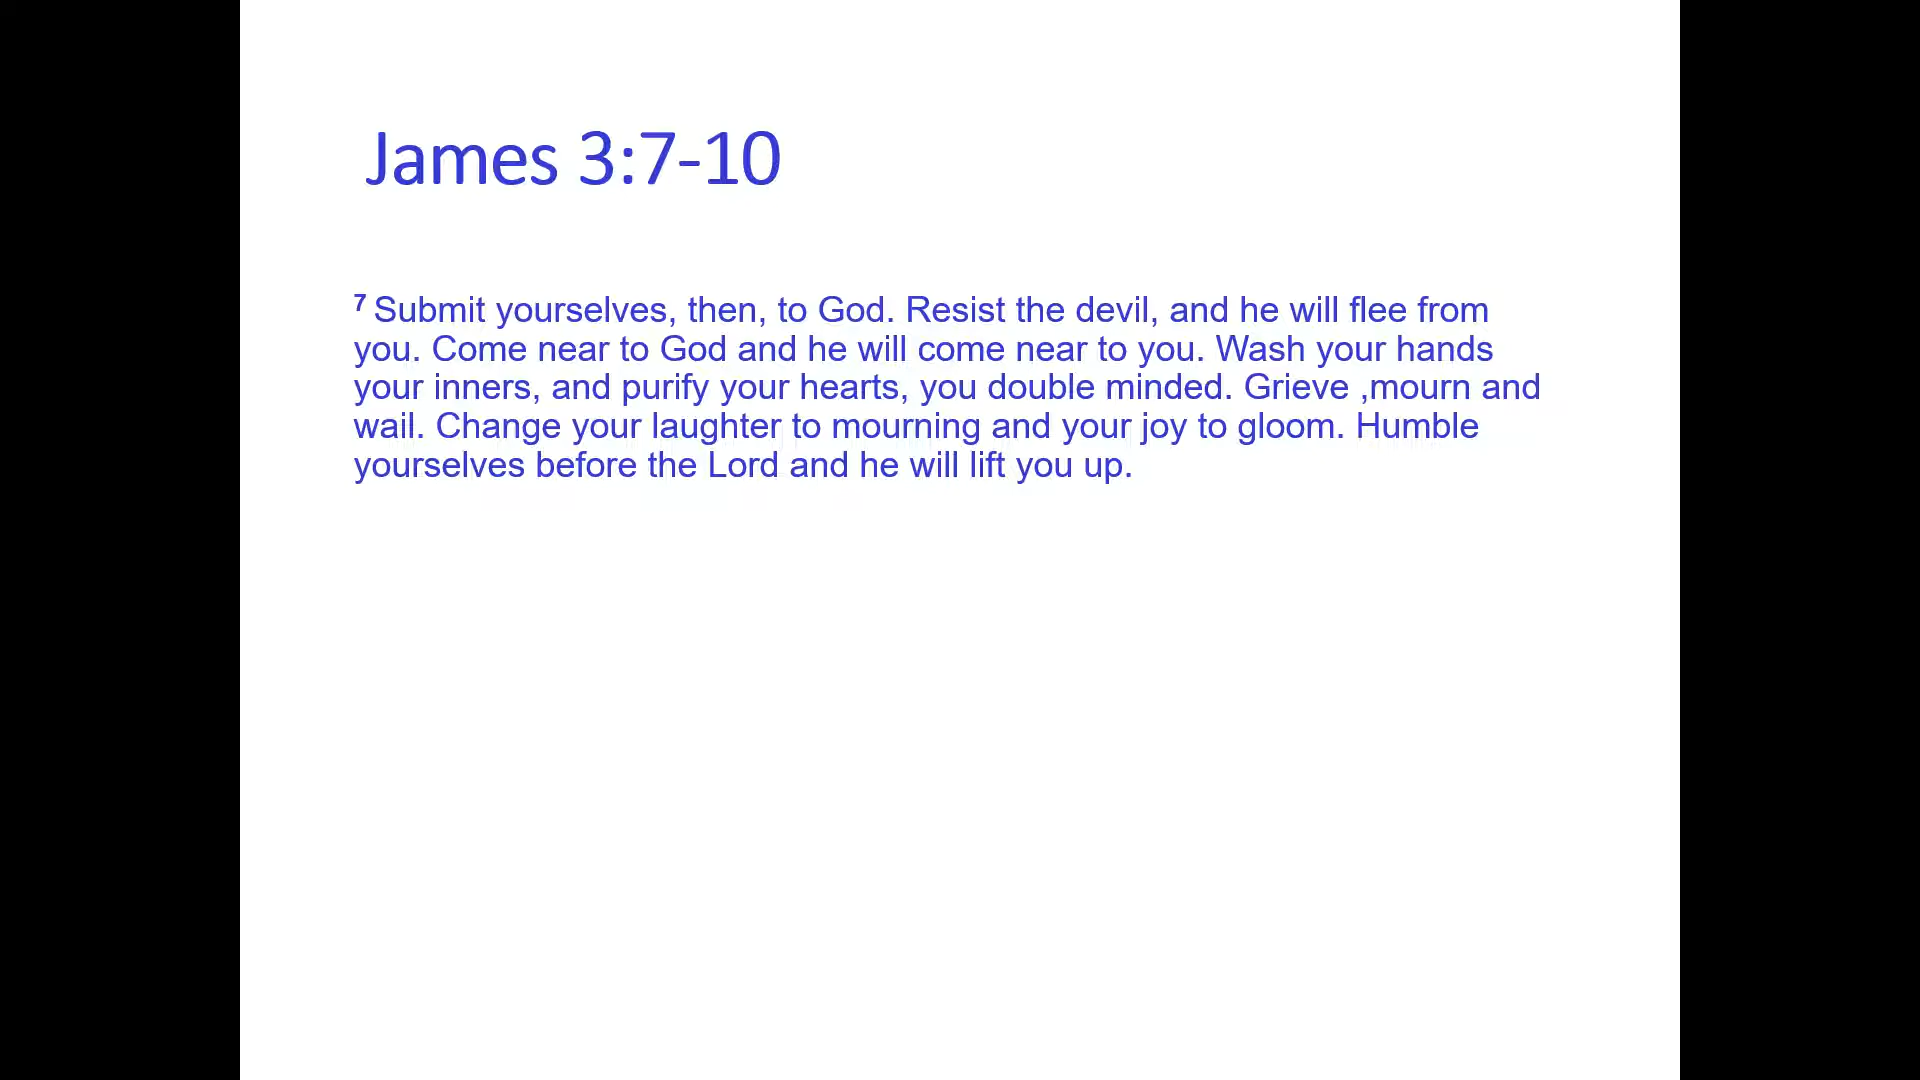 James 3:7-10
7 Submit yourselves, then, to God. Resist the devil, and he will flee from
you. Come near to God and he will come near to you. Wash your hands
your inners, and purify your hearts, you double minded. Grieve ,mourn and
wail. Change your laughter to mourning and your joy to gloom. Humble
yourselves before the Lord and he will lift you up.